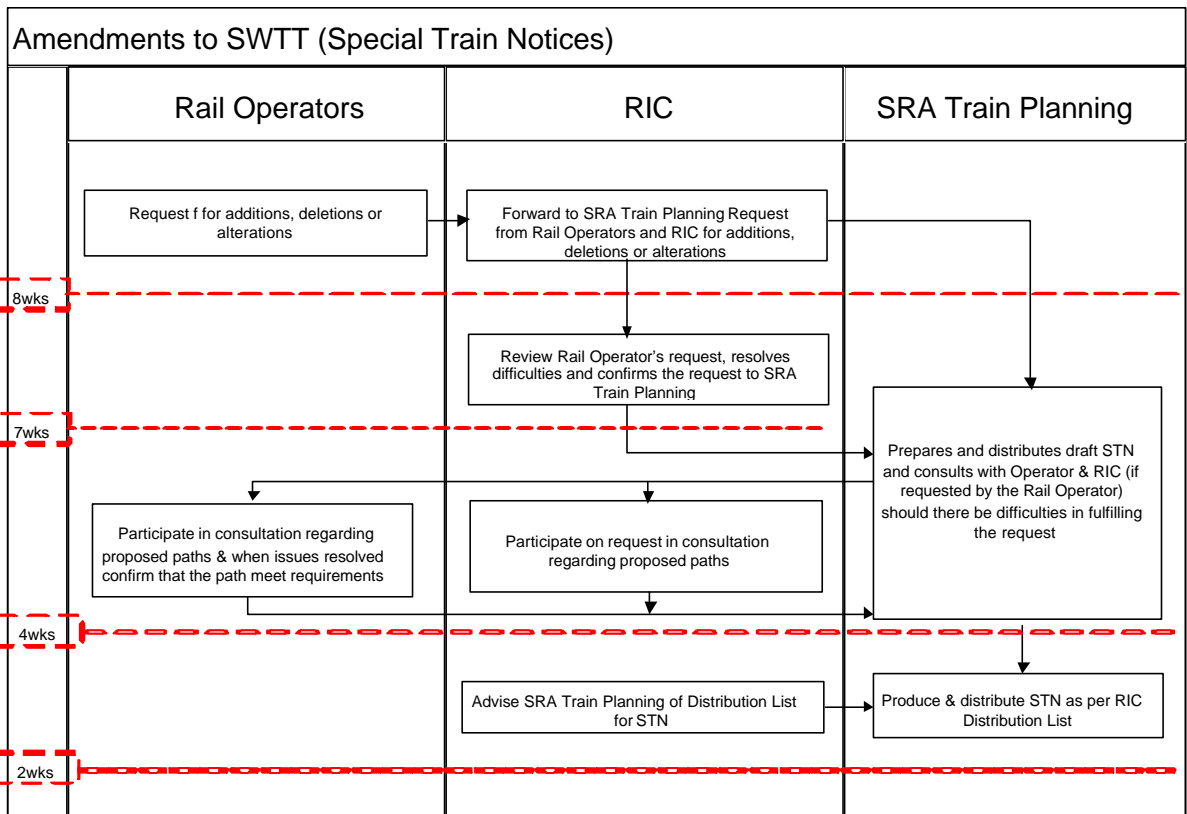 Amendments to SWTT (Special Train Notices)
Rail Operators
RIC
SRA Train Planning
Request f for additions, deletions or
alterations
Forward to SRA Train Planning Request
from Rail Operators and RIC for additions,
deletions or alterations
8wks
Review Rail Operator's request, resolves
difficulties and confirms the request to SRA
Train Planning
7wks
Prepares and distributes draft STN
and consults with Operator & RIC (if
requested by the Rail Operator)
should there be difficulties in fulfilling
the request
Participate in consultation regarding
proposed paths & when issues resolved
confirm that the path meet requirements
Participate on request in consultation
regarding proposed paths
4wks
Advise SRA Train Planning of Distribution List
for STN
Produce & distribute STN as per RIC
Distribution List
2wks